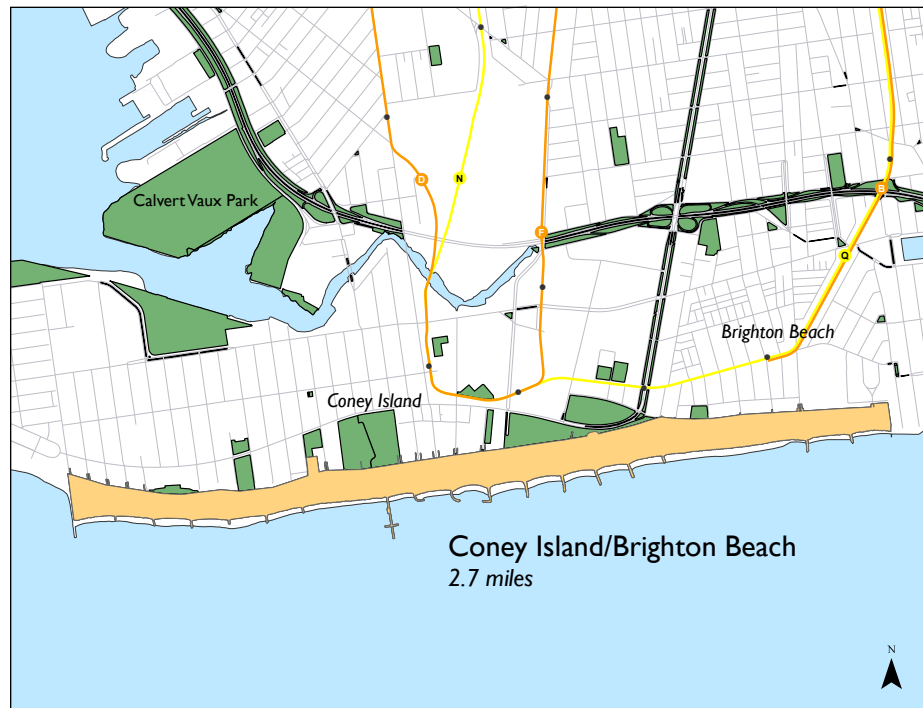 D
N
B
Calvert Vaux Park
F
Q
Brighton Beach
Coney Island
Coney Island/Brighton Beach
2.7 miles
N